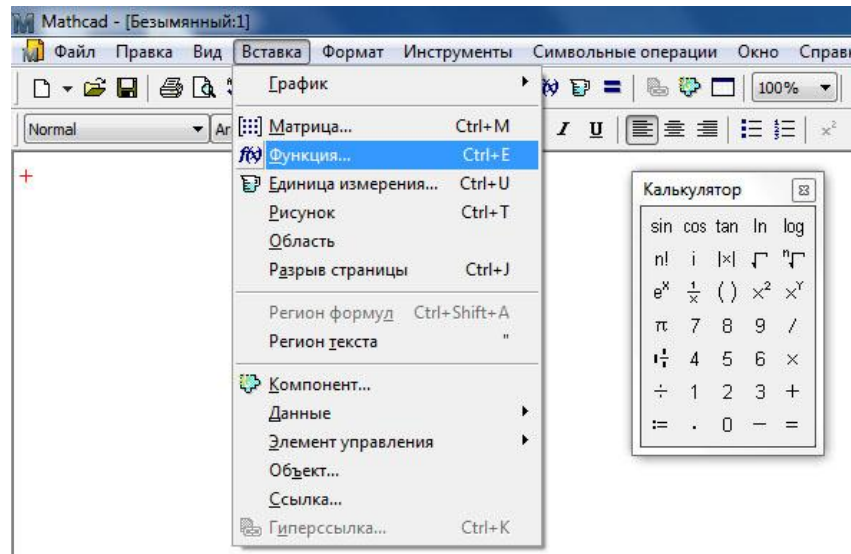 Mathcad - [Безымянный:1]
Файл Правка Вид Вставка Формат Инструменты Символьные операции Окно
100%
Normal
I U
График
Матрица... Ctrl+M
f(x) Функция... Ctrl+E
Единица измерения... Ctrl+U
Рисунок Ctrl+T
Область
Разрыв страницы Ctrl+J
Регион формул Ctrl+Shift+A
Регион текста "
Компонент...
Данные
Элемент управления
Объект...
Ссылка...
Гиперссылка... Ctrl+K
Калькулятор
sin cos tan ln log
n! i |×| √ ⁿ√
eˣ 1/x ( ) ×² ×ʸ
π 7 8 9 /
4 5 6 ×
÷ 1 2 3 +
:= . 0 − =